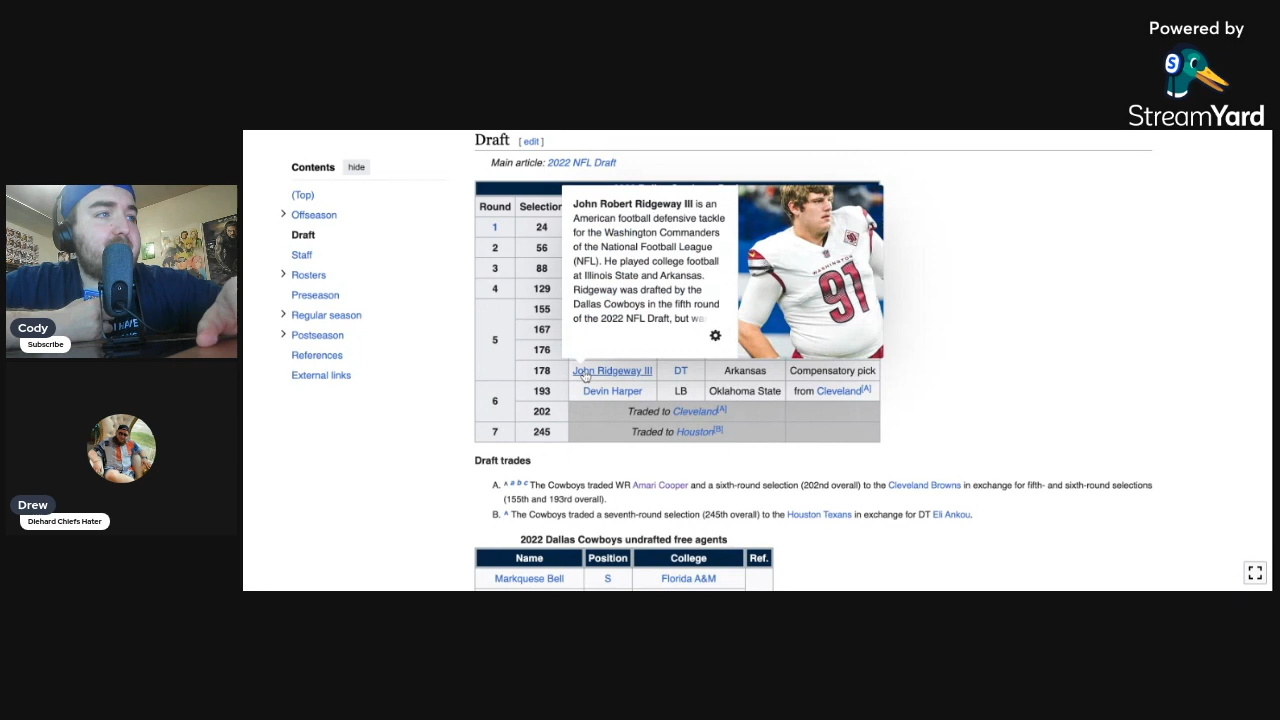 Powered by
S
StreamYard
Draft [ edit ]
Main article: 2022 NFL Draft
Contents hide
(Top)
Offseason
Draft
Staff
Rosters
Preseason
Regular season
Postseason
References
External links
Round Selection
1 24
2 56
3 88
4 129
155
5 167
176
178 John Ridgeway III DT Arkansas Compensatory pick
6 193 Devin Harper LB Oklahoma State from Cleveland[A]
202 Traded to Cleveland[A]
7 245 Traded to Houston[B]
John Robert Ridgeway III is an
American football defensive tackle
for the Washington Commanders
of the National Football League
(NFL). He played college football
at Illinois State and Arkansas.
Ridgeway was drafted by the
Dallas Cowboys in the fifth round
of the 2022 NFL Draft, but wa
WASHINGTON
91
Draft trades
A. ^ a b c The Cowboys traded WR Amari Cooper and a sixth-round selection (202nd overall) to the Cleveland Browns in exchange for fifth- and sixth-round selections
(155th and 193rd overall).
B. ^ The Cowboys traded a seventh-round selection (245th overall) to the Houston Texans in exchange for DT Eli Ankou.
2022 Dallas Cowboys undrafted free agents
Name Position College Ref.
Markquese Bell S Florida A&M
I HAVE
Cody
Subscribe
Drew
Diehard Chiefs Hater